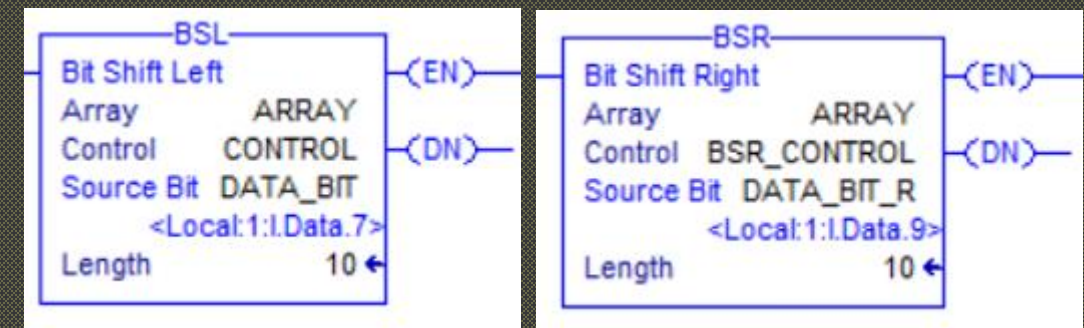 BSL
Bit Shift Left (EN)
Array ARRAY
Control CONTROL (DN)
Source Bit DATA_BIT
<Local:1:I.Data.7>
Length 10 ←
BSR
Bit Shift Right (EN)
Array ARRAY
Control BSR_CONTROL (DN)
Source Bit DATA_BIT_R
<Local:1:I.Data.9>
Length 10 ←